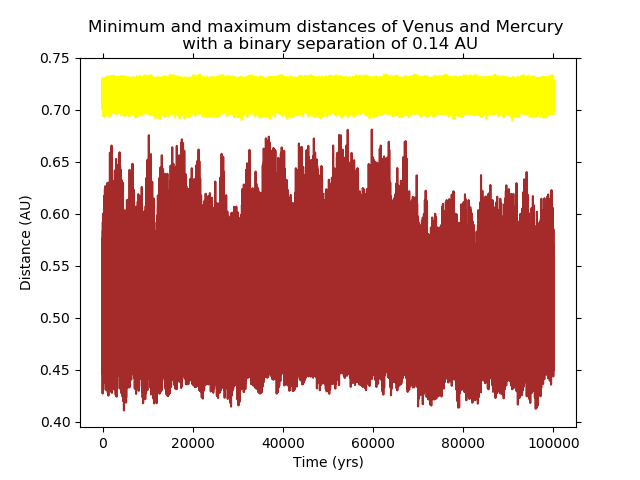 Minimum and maximum distances of Venus and Mercury
with a binary separation of 0.14 AU
0.75
0.70
0.65
0.60
0.55
0.50
0.45
0.40
Distance (AU)
0 20000 40000 60000 80000 100000
Time (yrs)